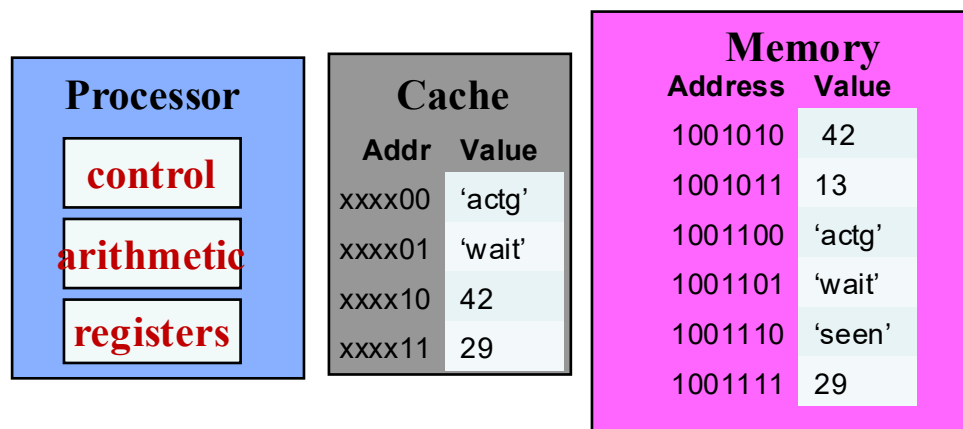 Processor
control
arithmetic
registers
Cache
Addr Value
xxxx00 ‘actg’
xxxx01 ‘wait’
xxxx10 42
xxxx11 29
Memory
Address Value
1001010 42
1001011 13
1001100 ‘actg’
1001101 ‘wait’
1001110 ‘seen’
1001111 29